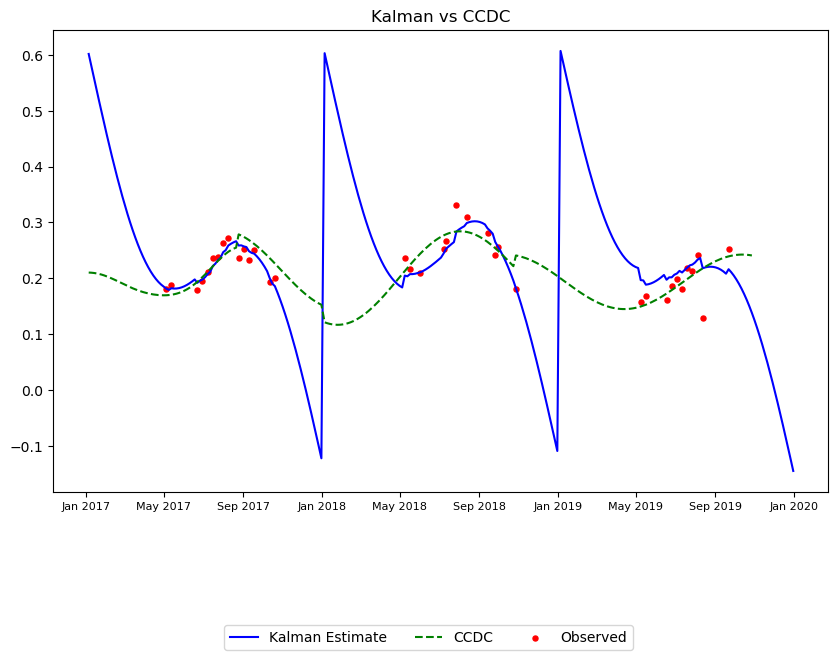 Kalman vs CCDC
0.6
0.5
0.4
0.3
0.2
0.1
0.0
−0.1
Jan 2017 May 2017 Sep 2017 Jan 2018 May 2018 Sep 2018 Jan 2019 May 2019 Sep 2019 Jan 2020
Kalman Estimate CCDC Observed